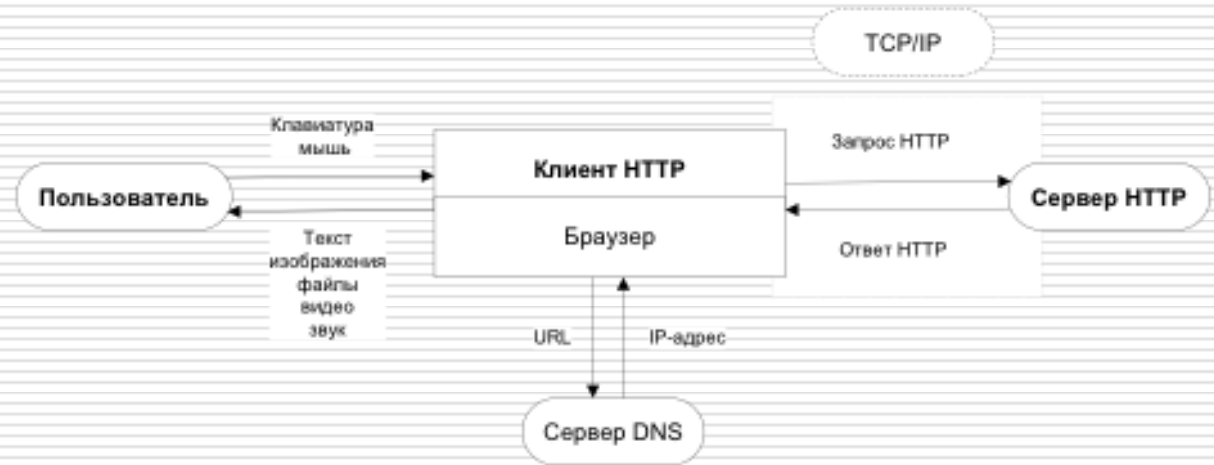 TCP/IP
Клавиатура
мышь
Запрос HTTP
Клиент HTTP
Пользователь
Сервер HTTP
Браузер
Текст
изображения
файлы
видео
звук
Ответ HTTP
URL
IP-адрес
Сервер DNS